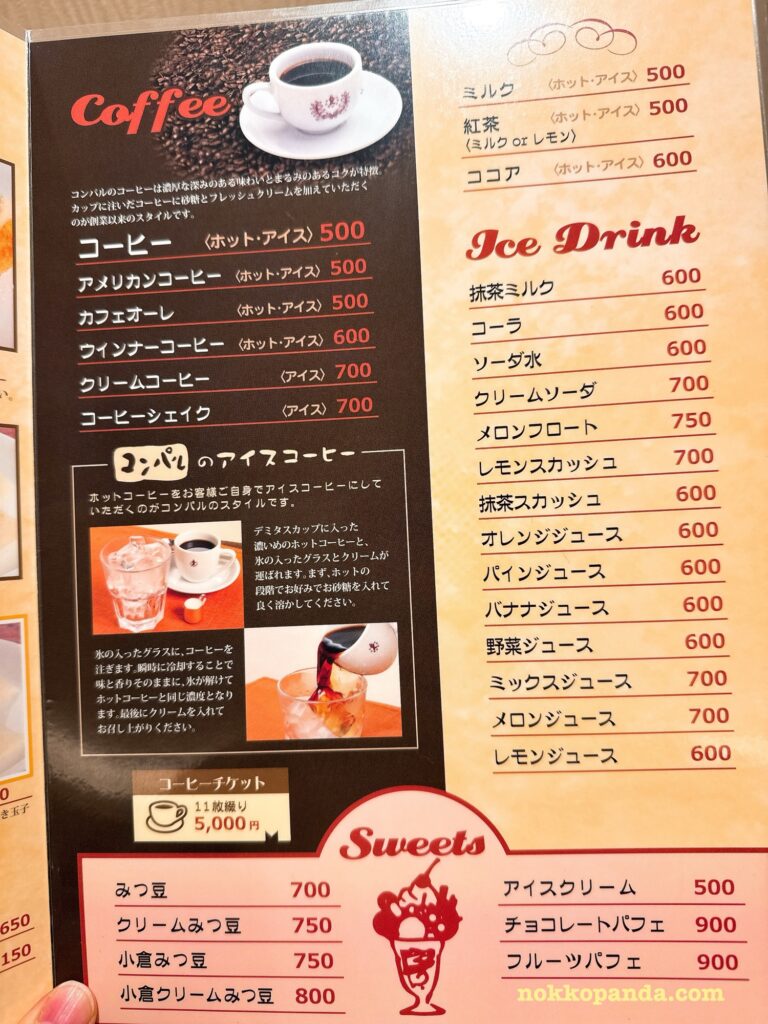 Coffee
コンパルのコーヒーは濃厚な深みのある味わいとまるみのあるコクが特徴。
カップに注いだコーヒーに砂糖とフレッシュクリームを加えていただく
のが創業以来のスタイルです。
コーヒー 〈ホット・アイス〉 500
アメリカンコーヒー 〈ホット・アイス〉 500
カフェオーレ 〈ホット・アイス〉 500
ウインナーコーヒー 〈ホット・アイス〉 600
クリームコーヒー 〈アイス〉 700
コーヒーシェイク 〈アイス〉 700
コンパルのアイスコーヒー
ホットコーヒーをお客様ご自身でアイスコーヒーにして
いただくのがコンパルのスタイルです。
デミタスカップに入った
濃いめのホットコーヒーと、
氷の入ったグラスとクリームが
運ばれます。まず、ホットの
段階でお好みでお砂糖を入れて
良く溶かしてください。
氷の入ったグラスに、コーヒーを
注ぎます。瞬時に冷却することで
味と香りそのままに、氷が解けて
ホットコーヒーと同じ濃度となり
ます。最後にクリームを入れて
お召し上がりください。
コーヒーチケット
11枚綴り
5,000円
ミルク 〈ホット・アイス〉 500
紅茶 〈ホット・アイス〉 500
〈ミルク or レモン〉
ココア 〈ホット・アイス〉 600
Ice Drink
抹茶ミルク 600
コーラ 600
ソーダ水 600
クリームソーダ 700
メロンフロート 750
レモンスカッシュ 700
抹茶スカッシュ 600
オレンジジュース 600
パインジュース 600
バナナジュース 600
野菜ジュース 600
ミックスジュース 700
メロンジュース 700
レモンジュース 600
Sweets
みつ豆 700
クリームみつ豆 750
小倉みつ豆 750
小倉クリームみつ豆 800
アイスクリーム 500
チョコレートパフェ 900
フルーツパフェ 900
い。
0
き玉子
650
150
nokkopanda.com